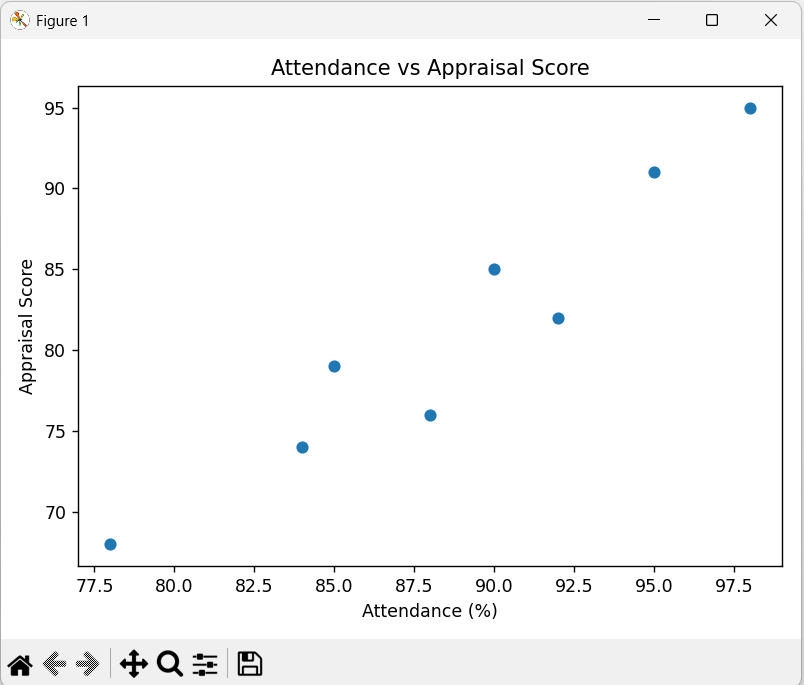 Figure 1
Attendance vs Appraisal Score
95
90
85
80
75
70
Appraisal Score
77.5 80.0 82.5 85.0 87.5 90.0 92.5 95.0 97.5
Attendance (%)